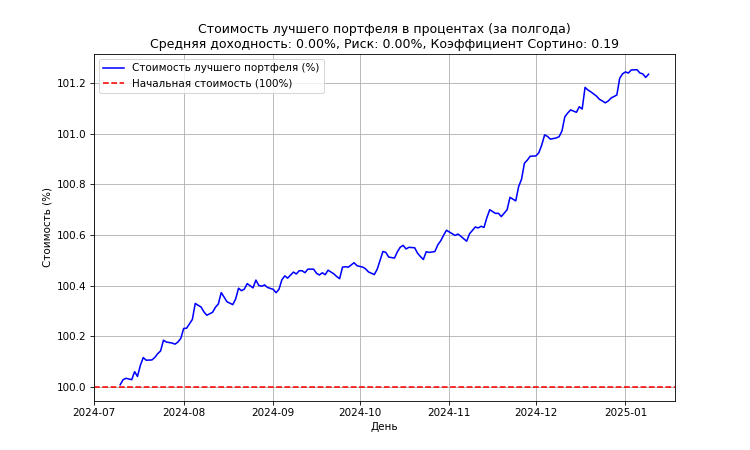 Стоимость лучшего портфеля в процентах (за полгода)
Средняя доходность: 0.00%, Риск: 0.00%, Коэффициент Сортино: 0.19
Стоимость лучшего портфеля (%)
Начальная стоимость (100%)
Стоимость (%)
101.2
101.0
100.8
100.6
100.4
100.2
100.0
2024-07
2024-08
2024-09
2024-10
2024-11
2024-12
2025-01
День